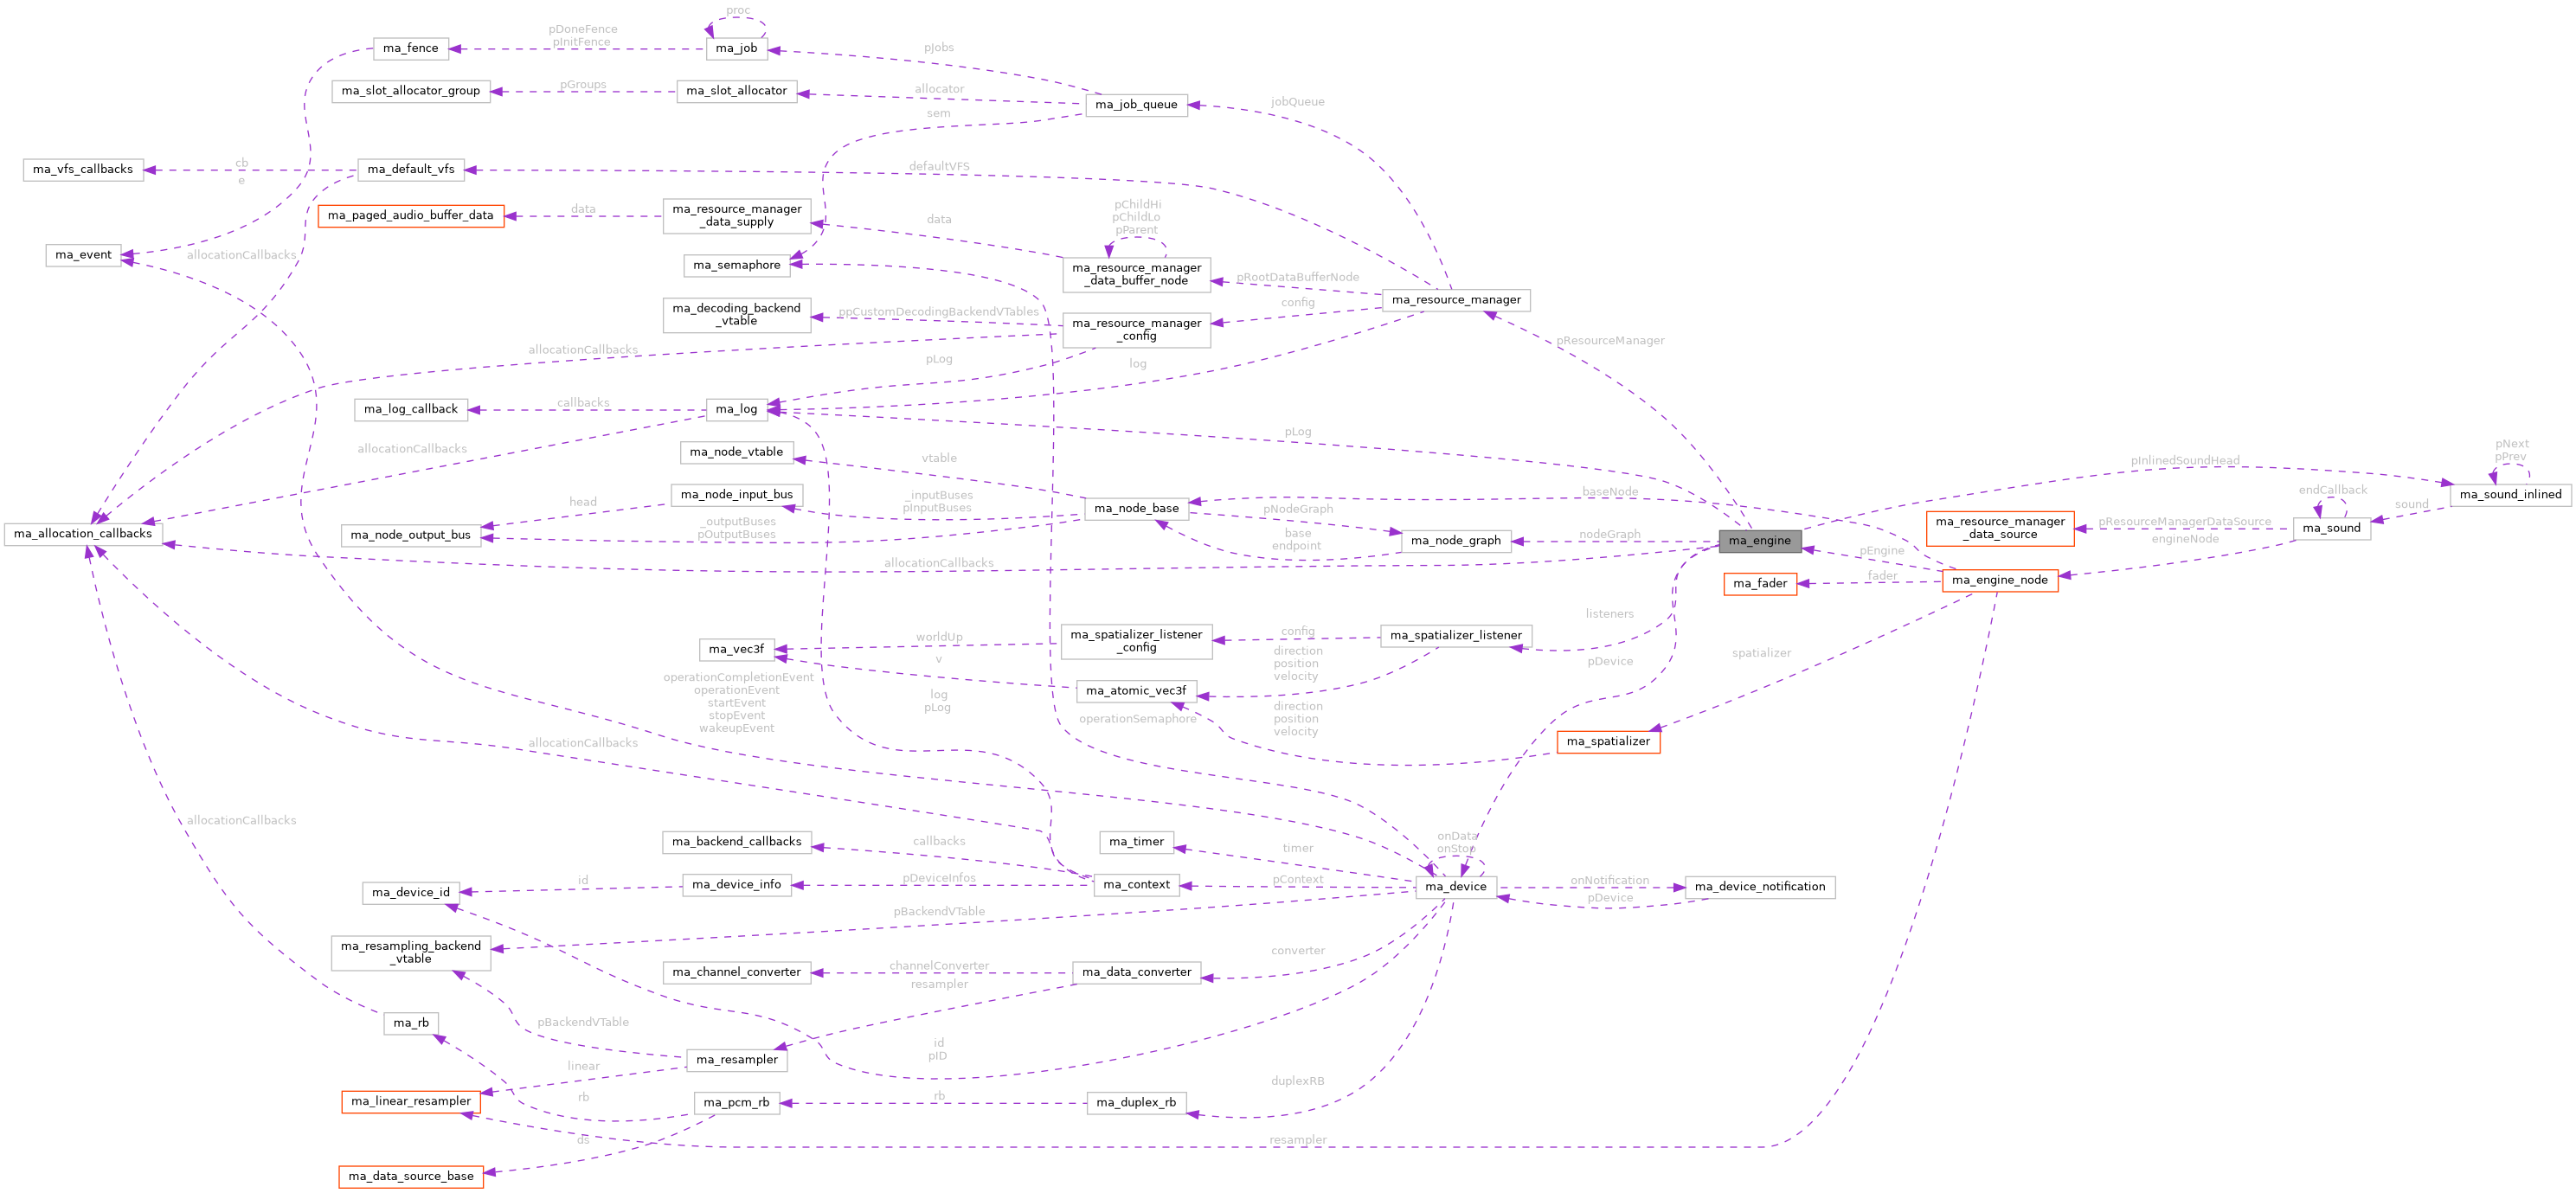 proc
pDoneFence
pInitFence
ma_fence
ma_job
pJobs
ma_slot_allocator_group
pGroups
ma_slot_allocator
allocator
ma_job_queue
jobQueue
sem
ma_vfs_callbacks
cb
e
ma_default_vfs
defaultVFS
ma_paged_audio_buffer_data
data
ma_resource_manager
_data_supply
data
pChildHi
pChildLo
pParent
ma_event
allocationCallbacks
ma_semaphore
ma_resource_manager
_data_buffer_node
pRootDataBufferNode
ma_resource_manager
ma_decoding_backend
_vtable
ppCustomDecodingBackendVTables
ma_resource_manager
_config
config
allocationCallbacks
pLog
log
pResourceManager
ma_log_callback
callbacks
ma_log
pLog
allocationCallbacks
ma_node_vtable
vtable
pInlinedSoundHead
pNext
pPrev
ma_sound_inlined
head
ma_node_input_bus
_inputBuses
pInputBuses
ma_node_base
baseNode
endCallback
sound
ma_allocation_callbacks
ma_node_output_bus
_outputBuses
pOutputBuses
pNodeGraph
base
endpoint
ma_node_graph
nodeGraph
ma_engine
ma_resource_manager
_data_source
pResourceManagerDataSource
engineNode
ma_sound
allocationCallbacks
pEngine
ma_fader
fader
ma_engine_node
listeners
ma_vec3f
worldUp
v
ma_spatializer_listener
_config
config
ma_spatializer_listener
direction
position
velocity
pDevice
spatializer
operationCompletionEvent
operationEvent
startEvent
stopEvent
wakeupEvent
log
pLog
ma_atomic_vec3f
operationSemaphore
direction
position
velocity
ma_spatializer
allocationCallbacks
allocationCallbacks
ma_backend_callbacks
callbacks
ma_timer
timer
onData
onStop
ma_device_id
id
ma_device_info
pDeviceInfos
ma_context
pContext
ma_device
onNotification
pDevice
ma_device_notification
pBackendVTable
ma_resampling_backend
_vtable
ma_channel_converter
channelConverter
resampler
ma_data_converter
converter
ma_rb
pBackendVTable
ma_resampler
id
pID
linear
duplexRB
ma_linear_resampler
rb
ma_pcm_rb
rb
ma_duplex_rb
ds
resampler
ma_data_source_base